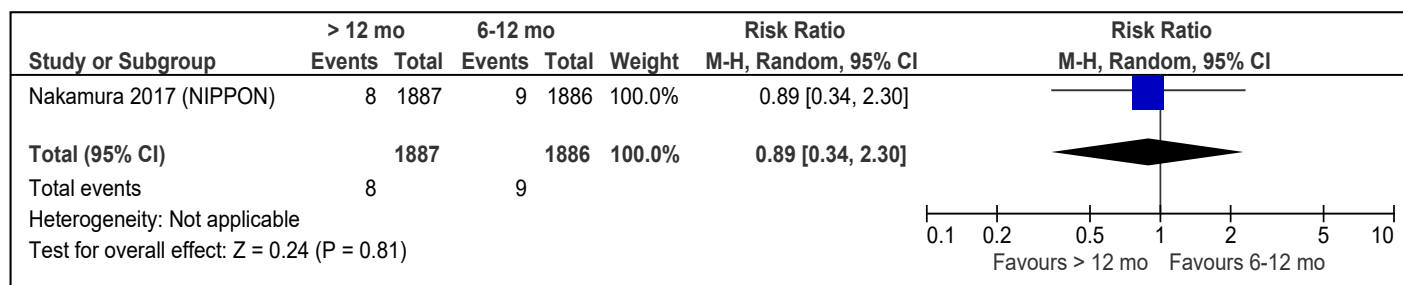 > 12 mo 6-12 mo Risk Ratio Risk Ratio
Study or Subgroup Events Total Events Total Weight M-H, Random, 95% CI M-H, Random, 95% CI
Nakamura 2017 (NIPPON) 8 1887 9 1886 100.0% 0.89 [0.34, 2.30]
Total (95% CI) 1887 1886 100.0% 0.89 [0.34, 2.30]
Total events 8 9
Heterogeneity: Not applicable
Test for overall effect: Z = 0.24 (P = 0.81)
0.1 0.2 0.5 1 2 5 10
Favours > 12 mo Favours 6-12 mo